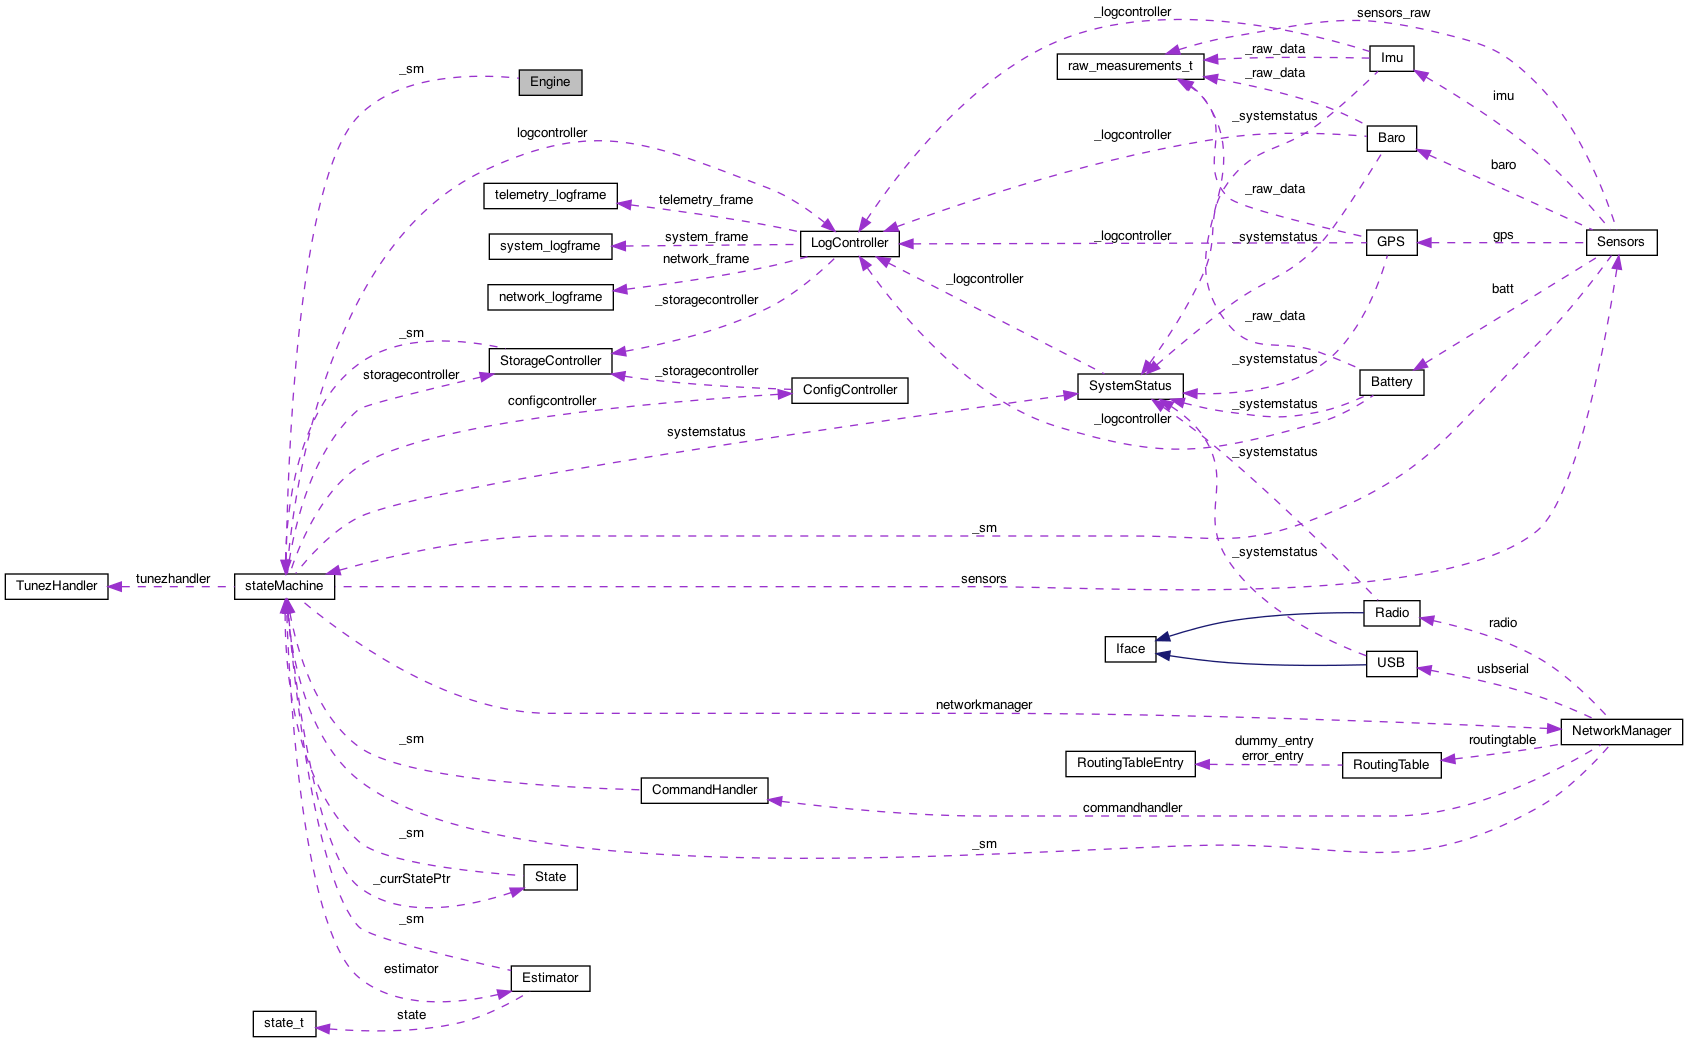 _logcontroller
sensors_raw
_raw_data
Imu
raw_measurements_t
_sm
Engine
_raw_data
imu
_systemstatus
logcontroller
_logcontroller
Baro
baro
telemetry_logframe
telemetry_frame
_raw_data
system_frame
_logcontroller
_systemstatus
gps
system_logframe
LogController
GPS
Sensors
network_frame
_logcontroller
network_logframe
_storagecontroller
batt
_raw_data
_sm
StorageController
_systemstatus
storagecontroller
_storagecontroller
SystemStatus
Battery
ConfigController
configcontroller
_systemstatus
_logcontroller
systemstatus
_systemstatus
_sm
_systemstatus
TunezHandler
tunezhandler
stateMachine
sensors
Radio
radio
Iface
USB
usbserial
networkmanager
NetworkManager
_sm
dummy_entry
error_entry
routingtable
RoutingTableEntry
RoutingTable
CommandHandler
commandhandler
_sm
_sm
State
_currStatePtr
_sm
estimator
Estimator
state_t
state